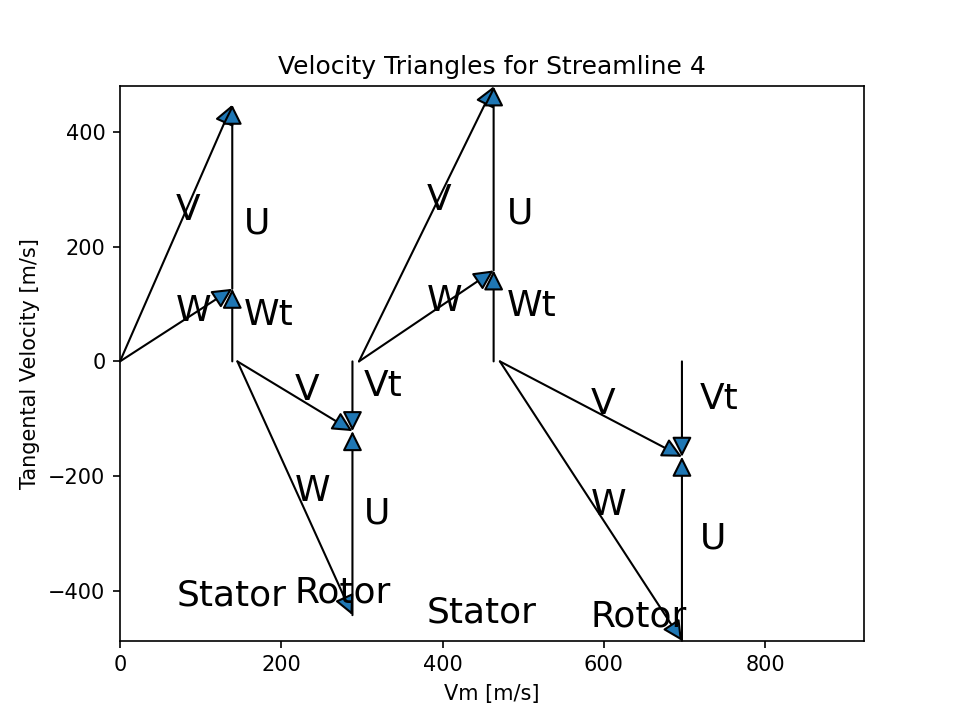 Velocity Triangles for Streamline 4
Tangental Velocity [m/s]
400
200
0
−200
−400
V
U
W
Wt
V
Vt
W
U
Stator
Rotor
V
U
W
Wt
V
Vt
W
U
Stator
Rotor
0
200
400
600
800
Vm [m/s]